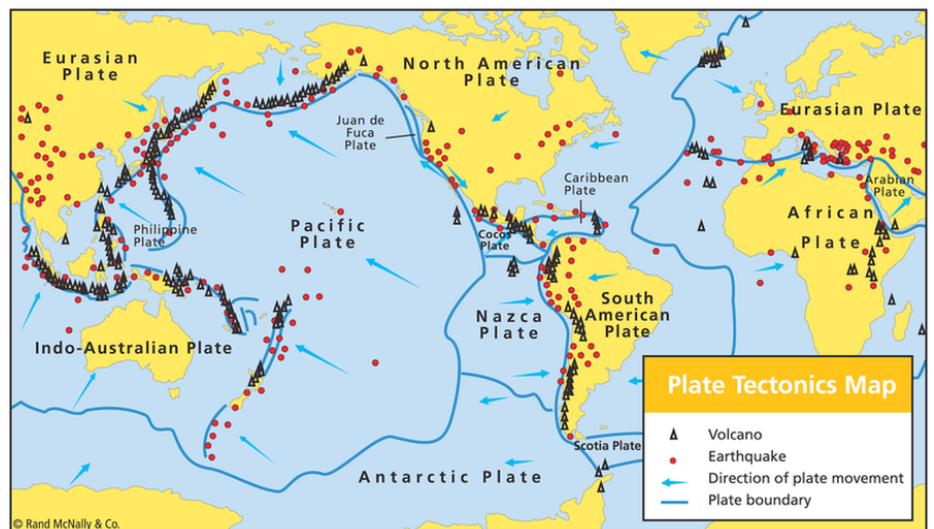 Eurasian
Plate
North American
Plate
Eurasian Plate
Juan de
Fuca
Plate
Caribbean
Plate
Arabian
Plate
Philippine
Plate
Pacific
Plate
Cocos
Plate
African
Plate
Indo-Australian Plate
Nazca
Plate
South
American
Plate
Scotia Plate
Antarctic Plate
Plate Tectonics Map
Volcano
Earthquake
Direction of plate movement
Plate boundary
© Rand McNally & Co.